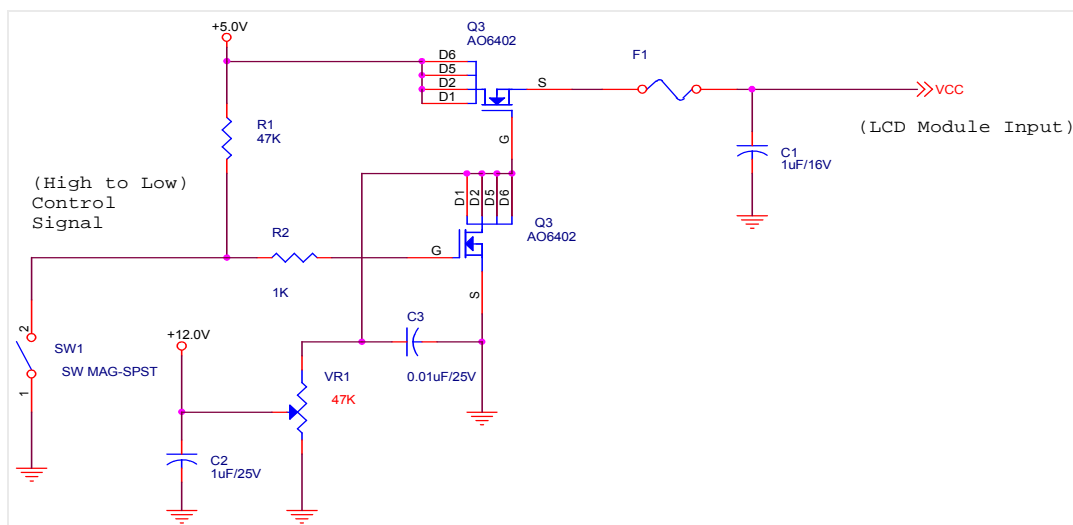 +5.0V
Q3
AO6402
D6
D5
D2
D1
S
G
F1
VCC
(LCD Module Input)
R1
47K
C1
1uF/16V
(High to Low)
Control
Signal
D1
D2
D5
D6
Q3
AO6402
R2
1K
G
S
2
SW1
SW MAG-SPST
1
+12.0V
C3
0.01uF/25V
VR1
47K
C2
1uF/25V